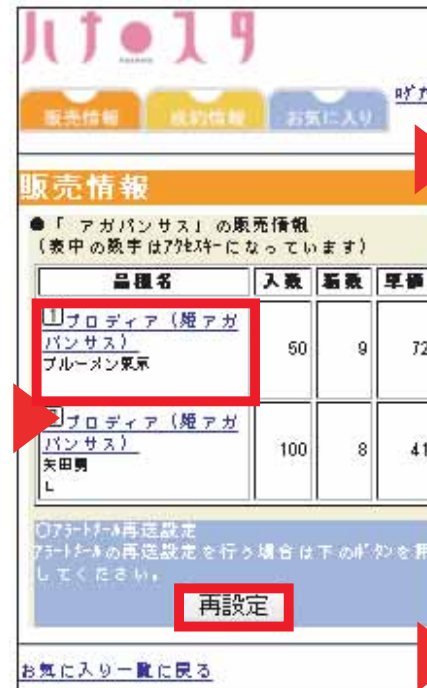 ハナ●スタ
販売情報 成約情報 お気に入り
販売情報
●「 アガパンサス」の販売情報
(表中の数字はｱｸｾｽｷｰになっています)
品種名 入数 口数 単価
1 ブロディア（姫アガ
パンサス）
ブルーメン東京
50 9 72
ブロディア（姫アガ
パンサス）
矢田勇
L
100 8 41
○ｱﾗｰﾄﾒｰﾙ再送設定
ｱﾗｰﾄﾒｰﾙの再送設定を行う場合は下のﾎﾞﾀﾝを押
してください。
再設定
お気に入り一覧に戻る